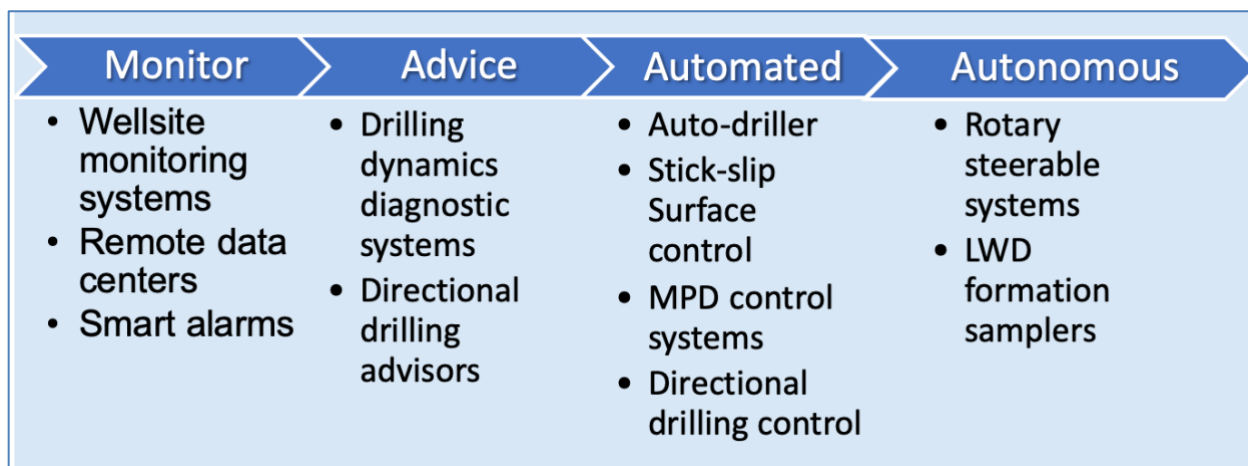 Monitor
• Wellsite
monitoring
systems
• Remote data
centers
• Smart alarms
Advice
• Drilling
dynamics
diagnostic
systems
• Directional
drilling
advisors
Automated
• Auto-driller
• Stick-slip
Surface
control
• MPD control
systems
• Directional
drilling control
Autonomous
• Rotary
steerable
systems
• LWD
formation
samplers